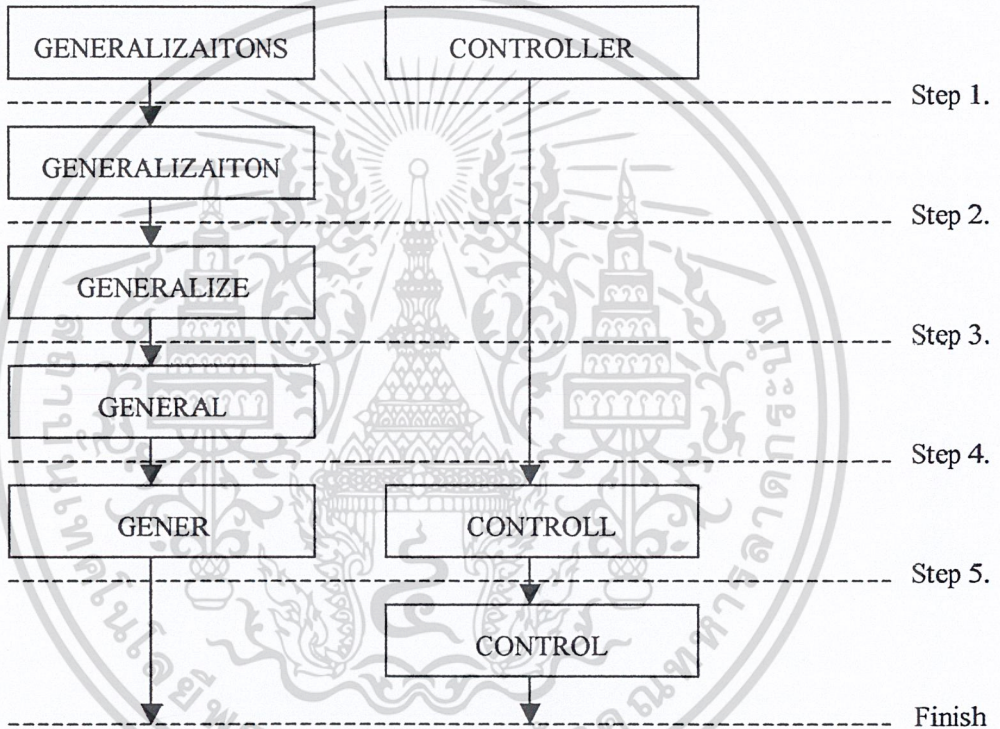 GENERALIZAITONS CONTROLLER
Step 1.
GENERALIZAITON
Step 2.
GENERALIZE
Step 3.
GENERAL
Step 4.
GENER CONTROLL
Step 5.
CONTROL
Finish